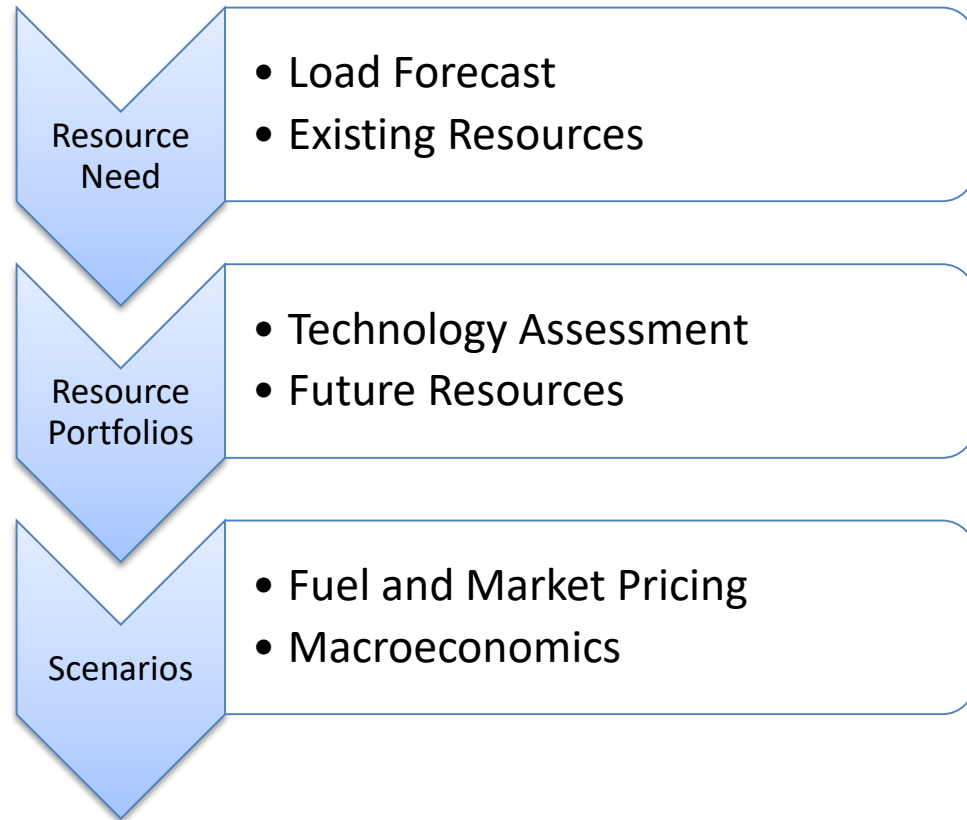 Resource
Need
• Load Forecast
• Existing Resources
Resource
Portfolios
• Technology Assessment
• Future Resources
Scenarios
• Fuel and Market Pricing
• Macroeconomics